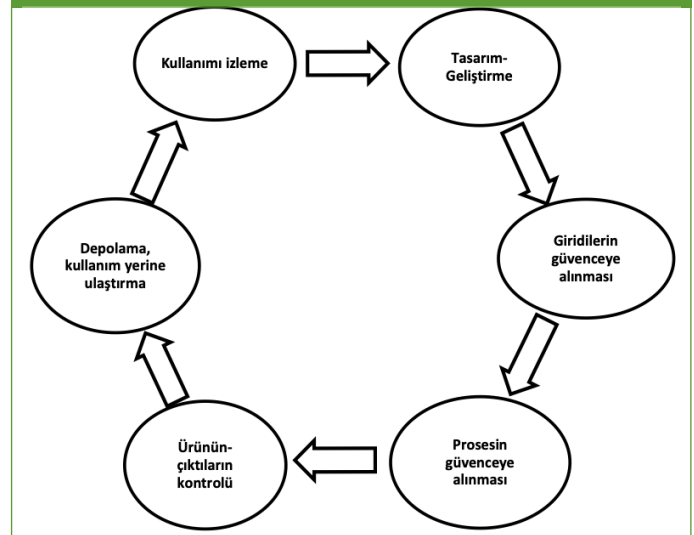 Kullanımı izleme
Tasarım-
Geliştirme
Giridilerin
güvenceye
alınması
Prosesin
güvenceye
alınması
Ürünün-
çıktıların
kontrolü
Depolama,
kullanım yerine
ulaştırma